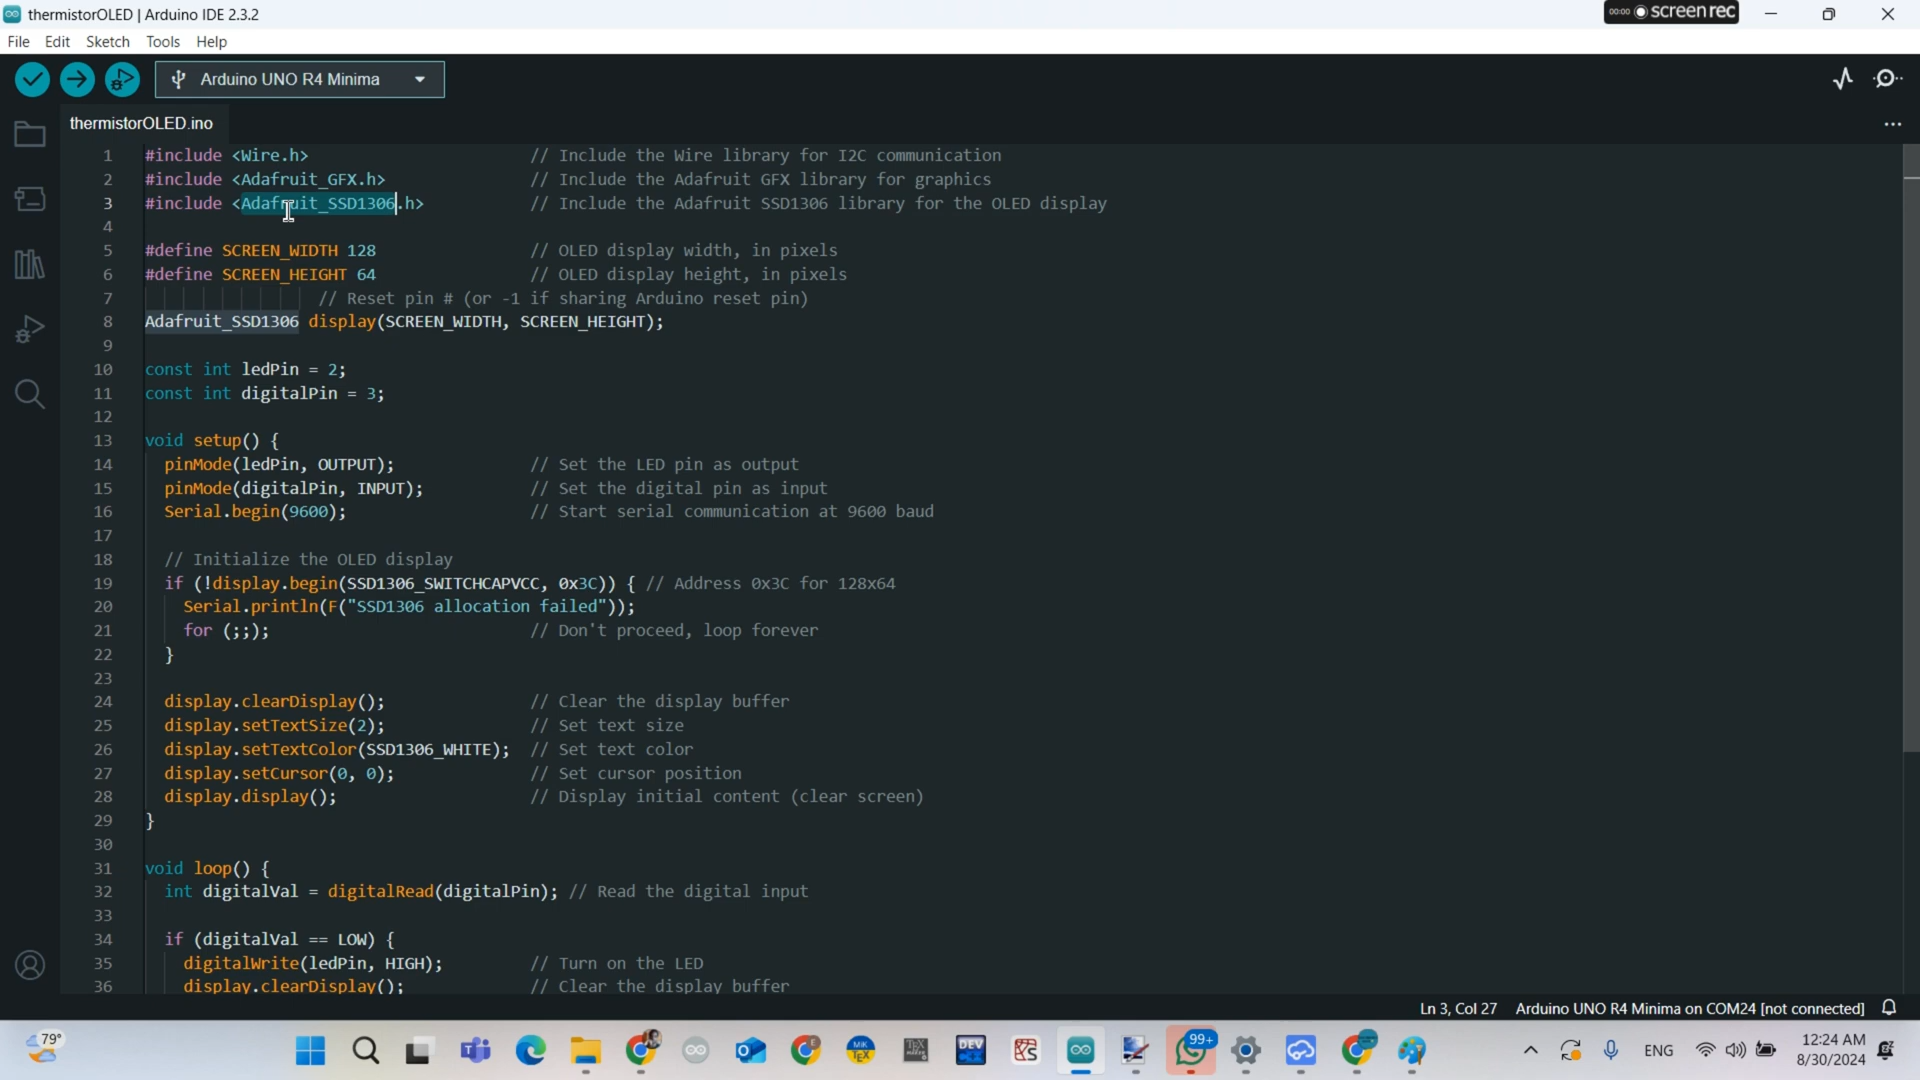 thermistorOLED | Arduino IDE 2.3.2
00:00 screenrec
File Edit Sketch Tools Help
Arduino UNO R4 Minima
thermistorOLED.ino
1 #include <Wire.h> // Include the Wire library for I2C communication
2 #include <Adafruit_GFX.h> // Include the Adafruit GFX library for graphics
3 #include <Adafruit_SSD1306.h> // Include the Adafruit SSD1306 library for the OLED display
4
5 #define SCREEN_WIDTH 128 // OLED display width, in pixels
6 #define SCREEN_HEIGHT 64 // OLED display height, in pixels
7 // Reset pin # (or -1 if sharing Arduino reset pin)
8 Adafruit_SSD1306 display(SCREEN_WIDTH, SCREEN_HEIGHT);
9
10 const int ledPin = 2;
11 const int digitalPin = 3;
12
13 void setup() {
14 pinMode(ledPin, OUTPUT); // Set the LED pin as output
15 pinMode(digitalPin, INPUT); // Set the digital pin as input
16 Serial.begin(9600); // Start serial communication at 9600 baud
17
18 // Initialize the OLED display
19 if (!display.begin(SSD1306_SWITCHCAPVCC, 0x3C)) { // Address 0x3C for 128x64
20 Serial.println(F("SSD1306 allocation failed"));
21 for (;;); // Don't proceed, loop forever
22 }
23
24 display.clearDisplay(); // Clear the display buffer
25 display.setTextSize(2); // Set text size
26 display.setTextColor(SSD1306_WHITE); // Set text color
27 display.setCursor(0, 0); // Set cursor position
28 display.display(); // Display initial content (clear screen)
29 }
30
31 void loop() {
32 int digitalVal = digitalRead(digitalPin); // Read the digital input
33
34 if (digitalVal == LOW) {
35 digitalWrite(ledPin, HIGH); // Turn on the LED
36 display.clearDisplay(); // Clear the display buffer
Ln 3, Col 27 Arduino UNO R4 Minima on COM24 [not connected]
79°
DEV
99+
ENG
12:24 AM
8/30/2024